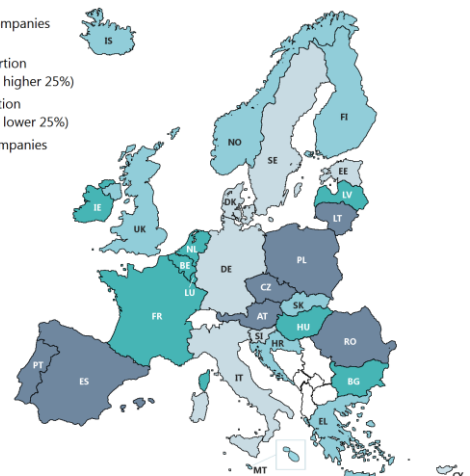 mpanies
rtion
higher 25%)
tion
lower 25%)
mpanies
IS
FI
NO
SE
EE
LV
DK
LT
IE
UK
NL
BE
LU
DE
PL
CZ
SK
AT
HU
FR
SI
HR
RO
PT
ES
IT
BG
EL
MT